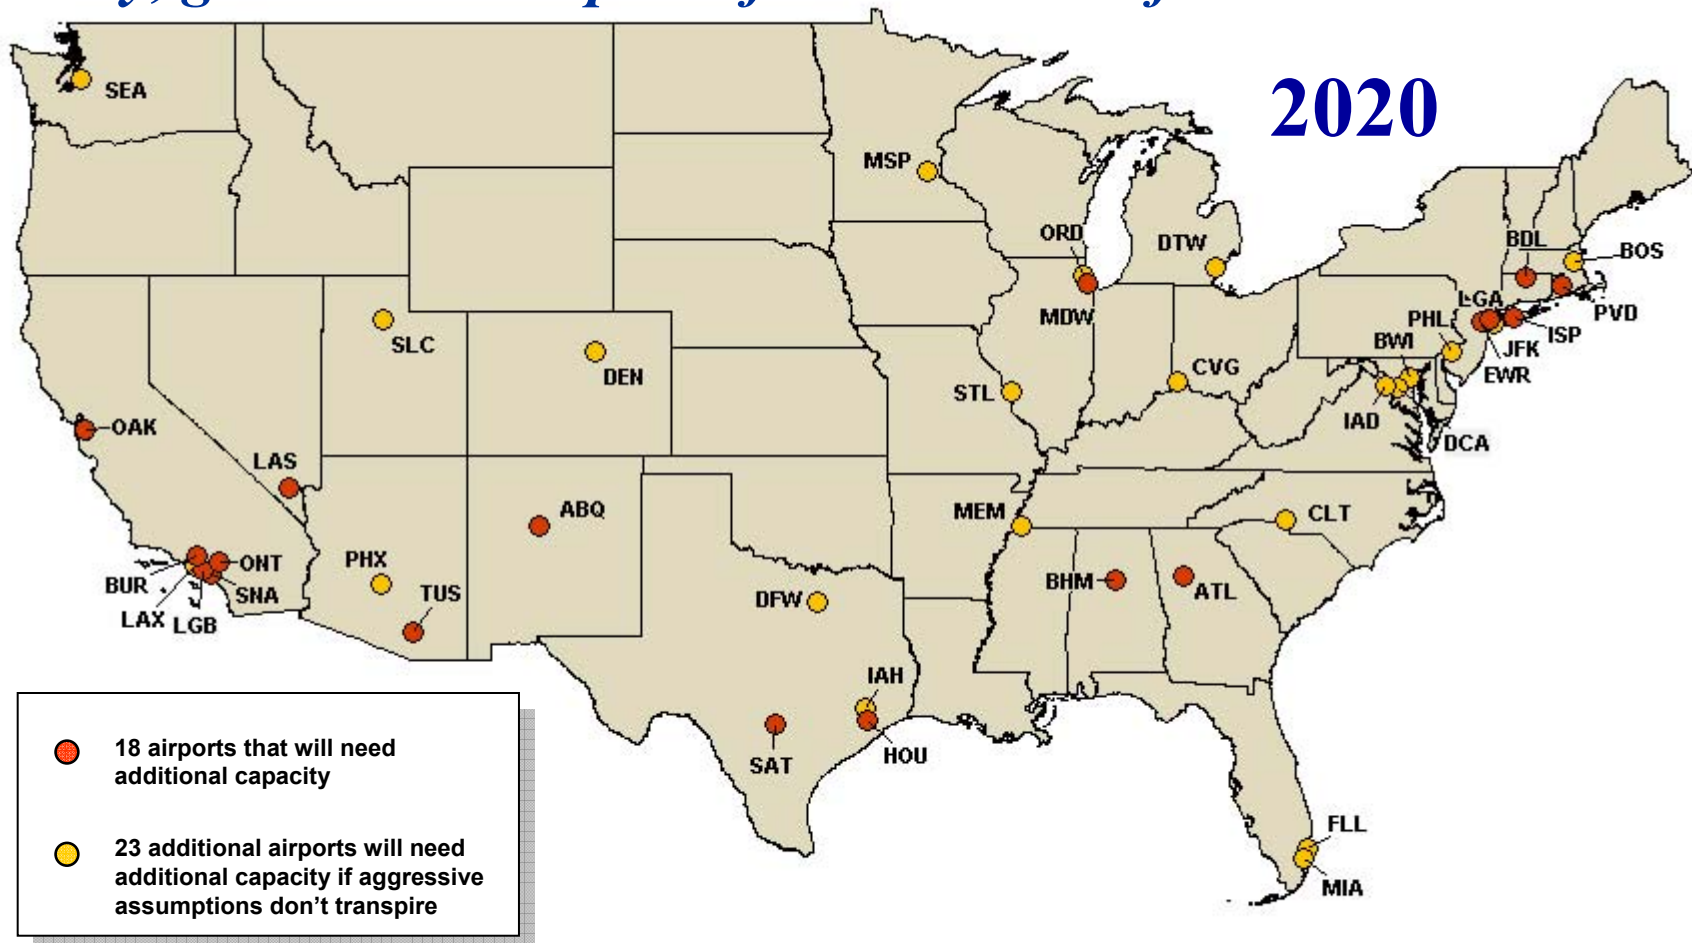 2020
SEA
MSP
ORD
DTW
BDL
BOS
MDW
LGA
PVD
PHL
ISP
BWI
JFK
EWR
SLC
DEN
STL
CVG
IAD
DCA
OAK
LAS
ABQ
MEM
CLT
PHX
TUS
ONT
BUR
SNA
LAX
LGB
DFW
BHM
ATL
IAH
SAT
HOU
FLL
MIA
18 airports that will need
additional capacity
23 additional airports will need
additional capacity if aggressive
assumptions don't transpire